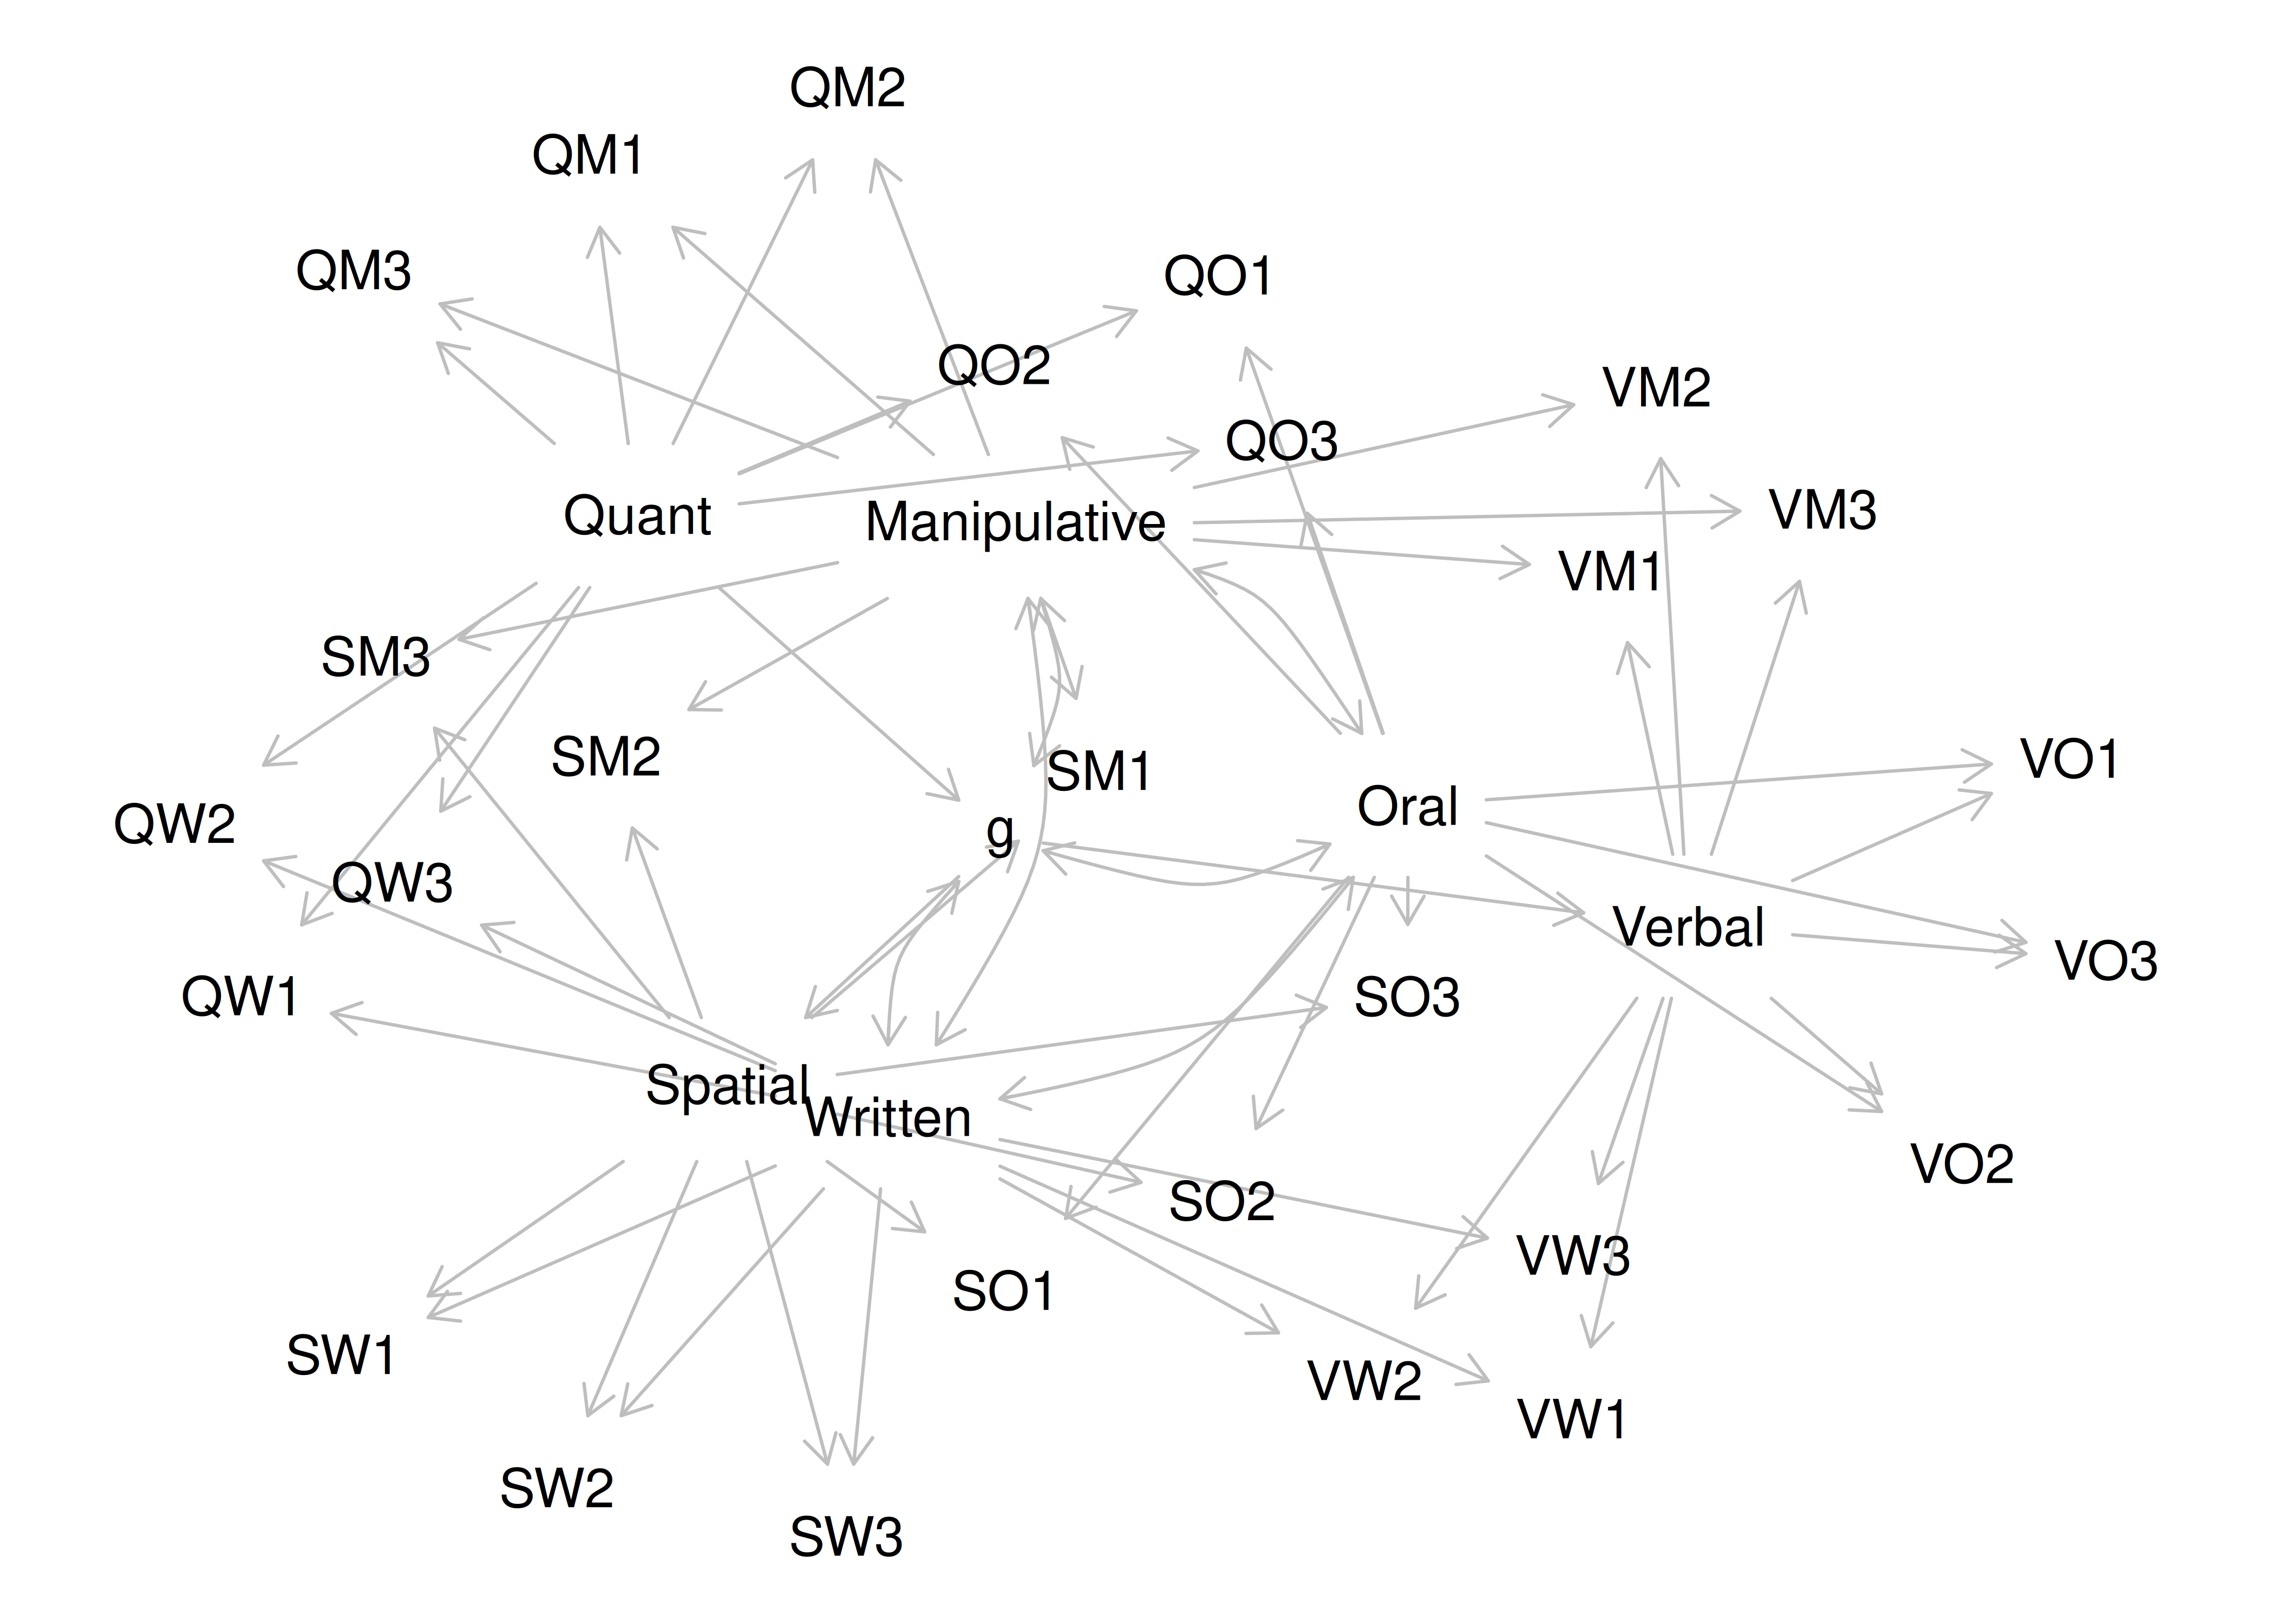 QM2
QM1
QM3
QO1
QO2
VM2
QO3
Quant
Manipulative
VM3
VM1
SM3
SM2
SM1
VO1
Oral
QW2
g
QW3
Verbal
VO3
QW1
SO3
Spatial
Written
VO2
SO2
VW3
SO1
SW1
VW2
VW1
SW2
SW3